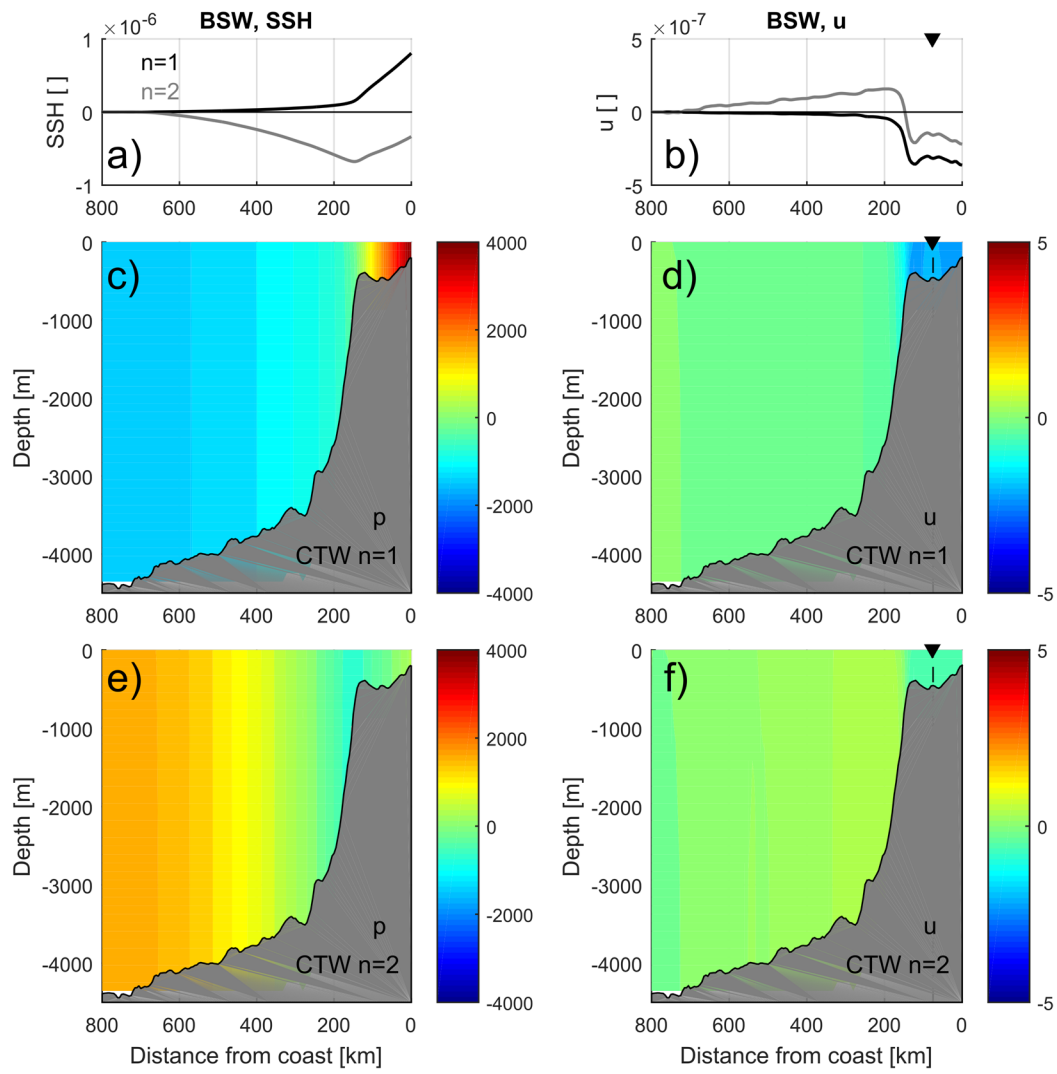 BSW, SSH
×10⁻⁶
1
0
-1
SSH [ ]
n=1
n=2
a)
800 600 400 200 0
BSW, u
×10⁻⁷
5
0
-5
u [ ]
b)
800 600 400 200 0
c)
0
-1000
-2000
-3000
-4000
Depth [m]
p
CTW n=1
800 600 400 200 0
4000
2000
0
-2000
-4000
d)
0
-1000
-2000
-3000
-4000
Depth [m]
u
CTW n=1
800 600 400 200 0
5
0
-5
e)
0
-1000
-2000
-3000
-4000
Depth [m]
p
CTW n=2
800 600 400 200 0
Distance from coast [km]
4000
2000
0
-2000
-4000
f)
0
-1000
-2000
-3000
-4000
Depth [m]
u
CTW n=2
800 600 400 200 0
Distance from coast [km]
5
0
-5